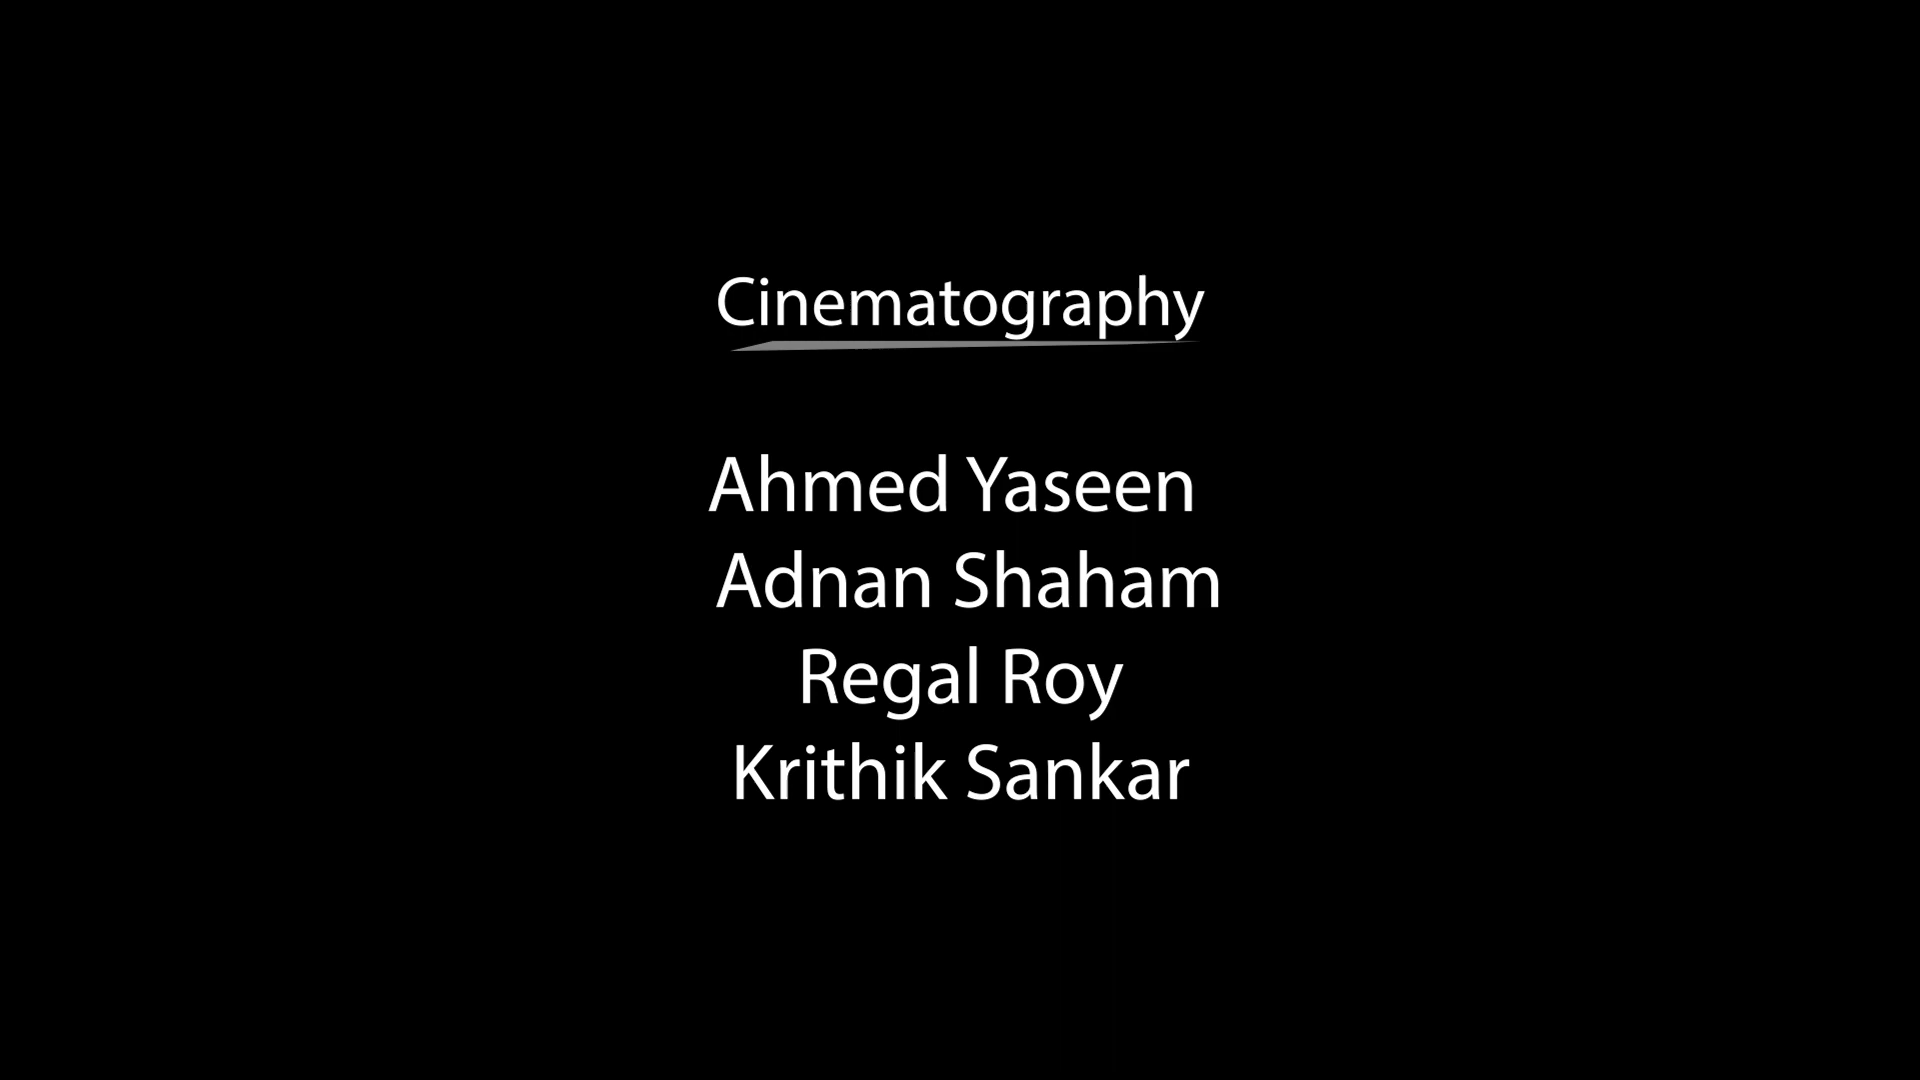 Cinematography
Ahmed Yaseen
Adnan Shaham
Regal Roy
Krithik Sankar